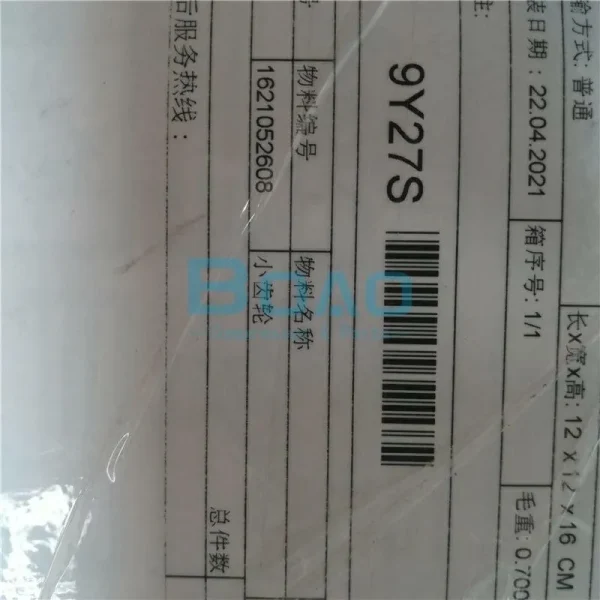 输方式: 普通
装日期: 22.04.2021
箱序号: 1/1
长x宽x高: 12 x 12 x 16 CM
毛重: 0.700
注:
9Y27S
号
物料编号
物料名称
1621052608
小齿轮
总件数
后服务热线:
BCAO